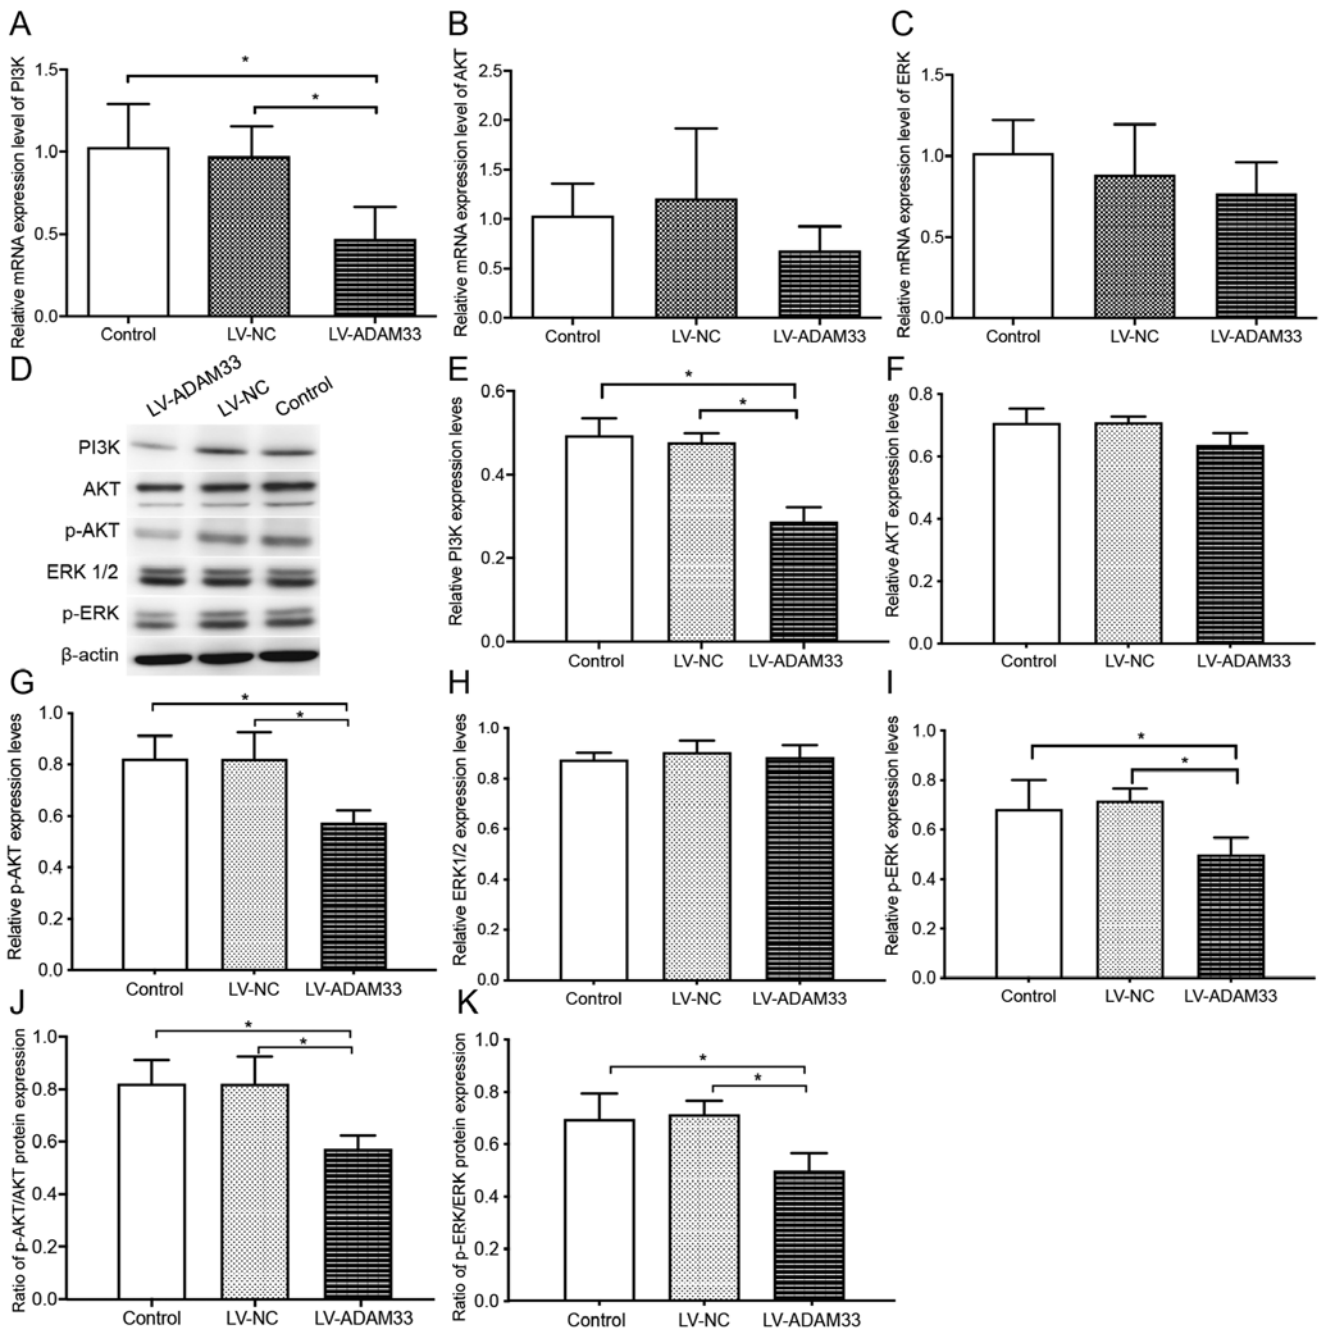 A
Relative mRNA expression level of PI3K
1.5
1.0
0.5
0.0
*
*
Control LV-NC LV-ADAM33
B
Relative mRNA expression level of AKT
2.5
2.0
1.5
1.0
0.5
0.0
Control LV-NC LV-ADAM33
C
Relative mRNA expression level of ERK
1.5
1.0
0.5
0.0
Control LV-NC LV-ADAM33
D
LV-ADAM33 LV-NC Control
PI3K
AKT
p-AKT
ERK 1/2
p-ERK
β-actin
E
Relative PI3K expression leves
0.6
0.4
0.2
0.0
*
*
Control LV-NC LV-ADAM33
F
Relative AKT expression leves
0.8
0.6
0.4
0.2
0.0
Control LV-NC LV-ADAM33
G
Relative p-AKT expression leves
1.0
0.8
0.6
0.4
0.2
0.0
*
*
Control LV-NC LV-ADAM33
H
Relative ERK1/2 expression leves
1.0
0.8
0.6
0.4
0.2
0.0
Control LV-NC LV-ADAM33
I
Relative p-ERK expression leves
1.0
0.8
0.6
0.4
0.2
0.0
*
*
Control LV-NC LV-ADAM33
J
Ratio of p-AKT/AKT protein expression
1.0
0.8
0.6
0.4
0.2
0.0
*
*
Control LV-NC LV-ADAM33
K
Ratio of p-ERK/ERK protein expression
1.0
0.8
0.6
0.4
0.2
0.0
*
*
Control LV-NC LV-ADAM33